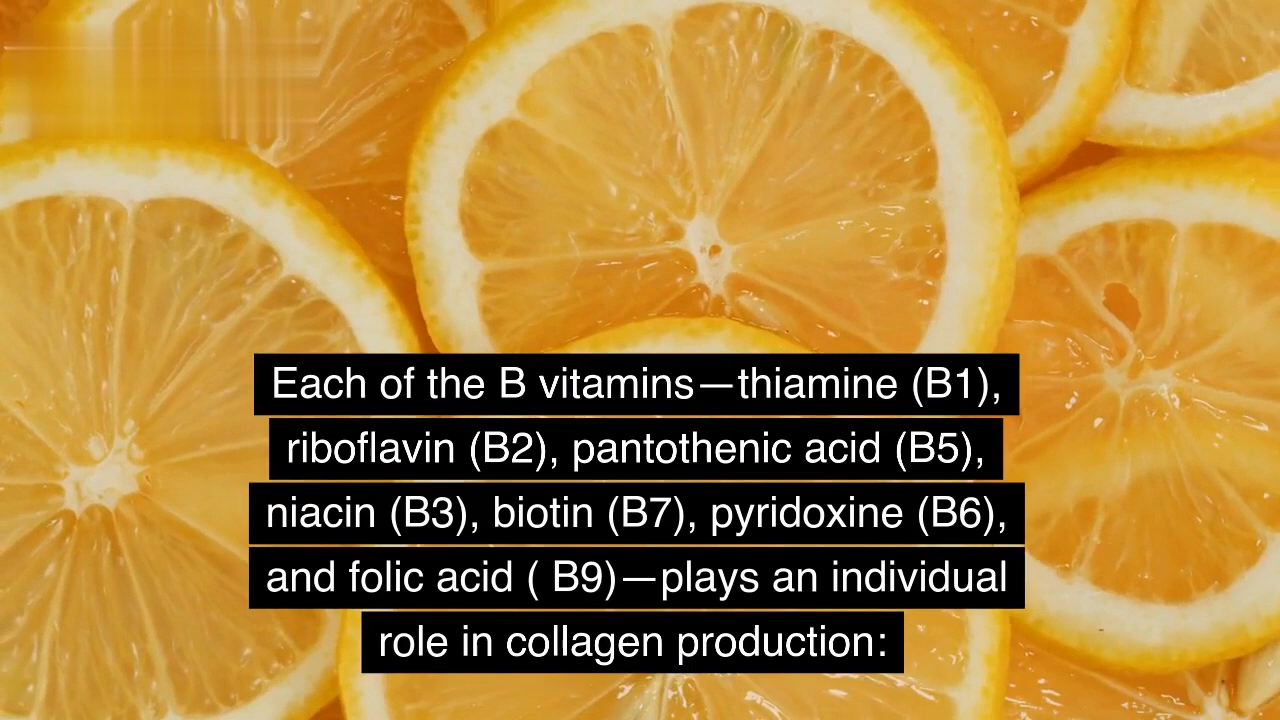 Each of the B vitamins—thiamine (B1),
riboflavin (B2), pantothenic acid (B5),
niacin (B3), biotin (B7), pyridoxine (B6),
and folic acid ( B9)—plays an individual
role in collagen production: